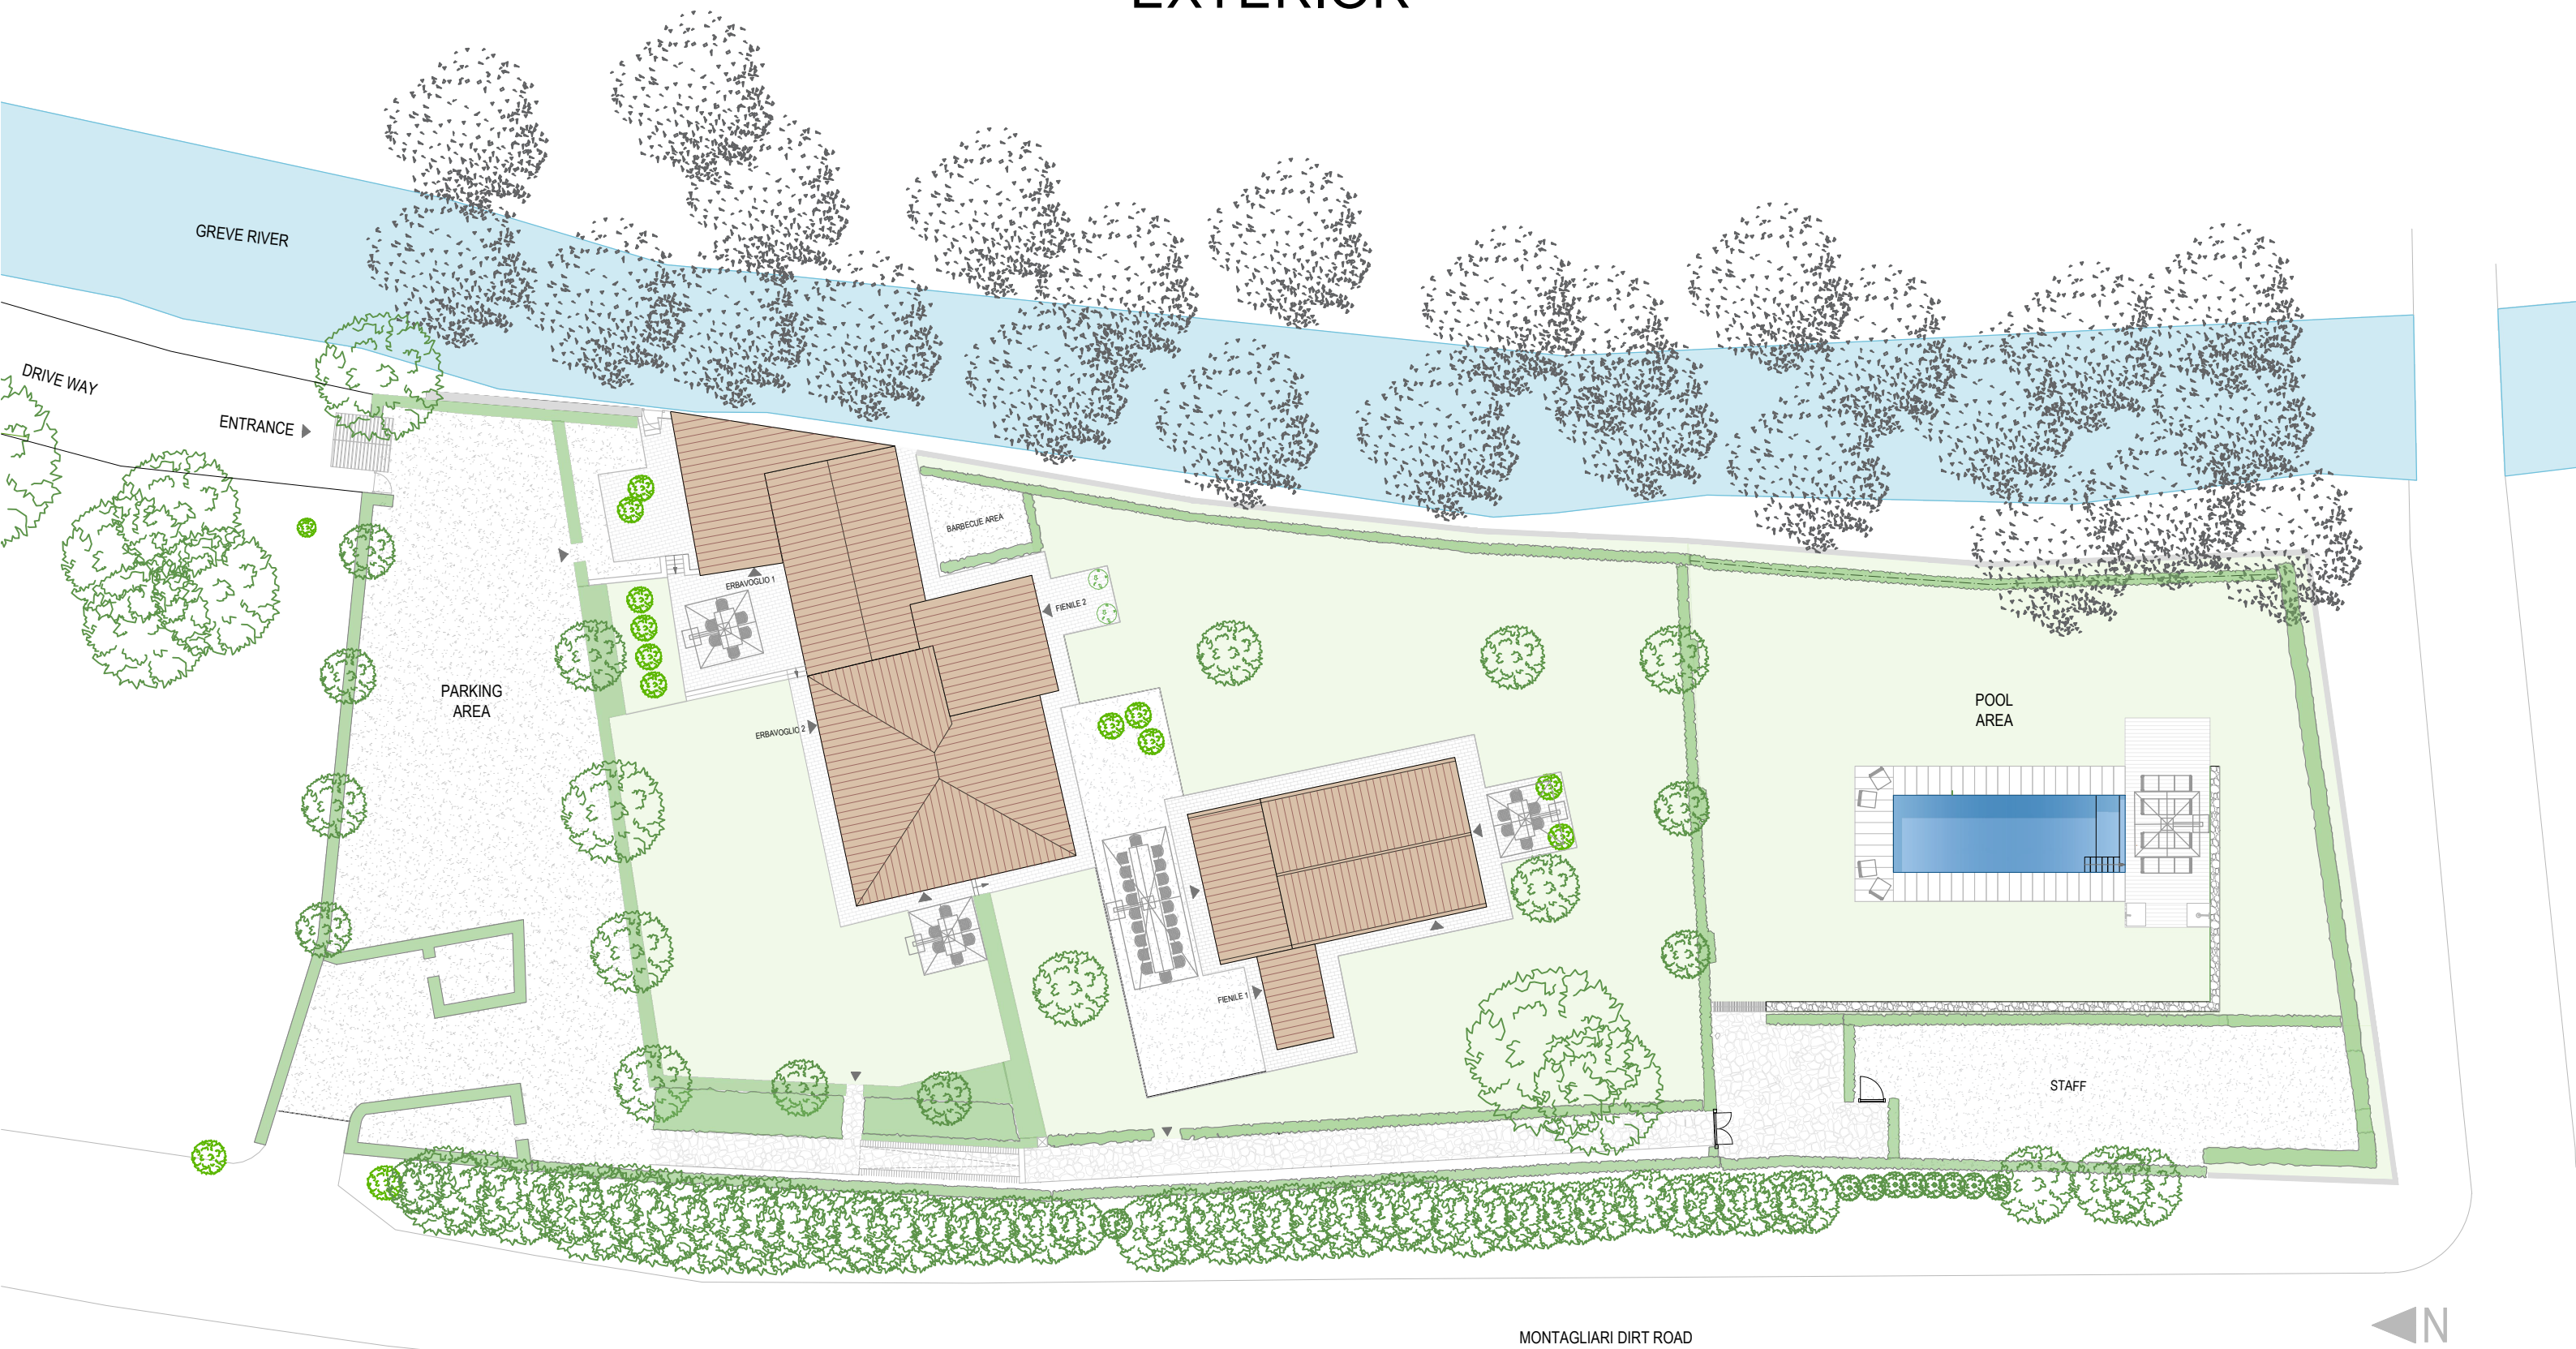 EXTERIOR
GREVE RIVER
DRIVE WAY
ENTRANCE
BARBECUE AREA
ERBAVOGLIO 1
FIENILE 2
PARKING
AREA
POOL
AREA
ERBAVOGLIO 2
FIENILE 1
STAFF
N
MONTAGLIARI DIRT ROAD